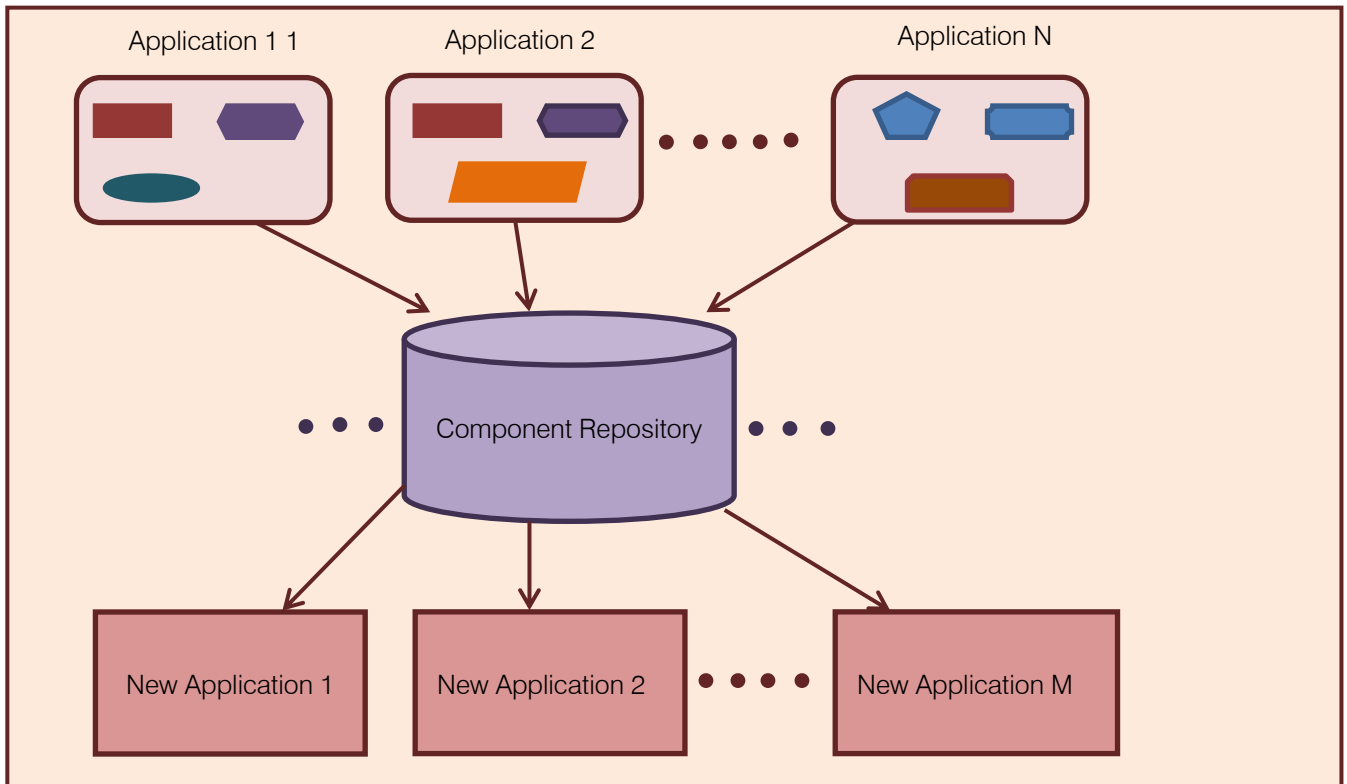 Application 1 1
Application 2
Application N
Component Repository
New Application 1
New Application 2
New Application M